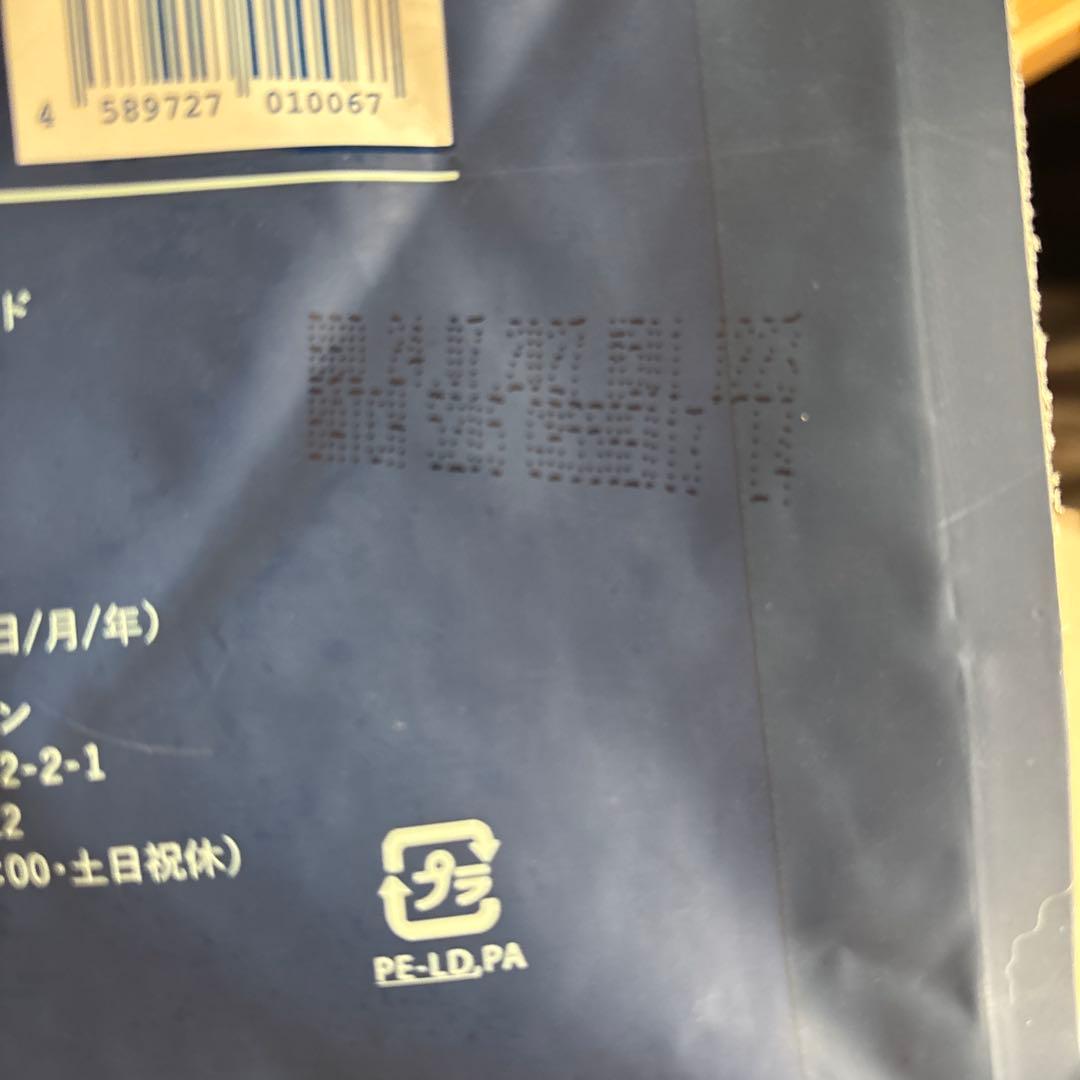 4 589727 010067
ド
日/月/年)
ン
2-2-1
2
:00・土日祝休)
プラ
PE-LD,PA